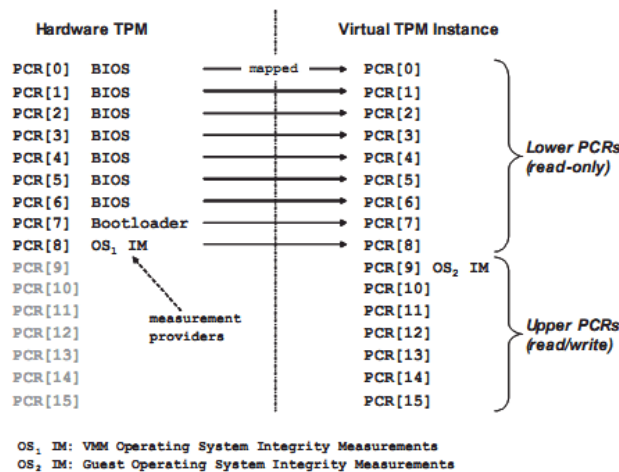 Hardware TPM Virtual TPM Instance
PCR[0] BIOS mapped PCR[0]
PCR[1] BIOS PCR[1]
PCR[2] BIOS PCR[2]
PCR[3] BIOS PCR[3]
PCR[4] BIOS PCR[4]
PCR[5] BIOS PCR[5]
PCR[6] BIOS PCR[6]
PCR[7] Bootloader PCR[7]
PCR[8] OS₁ IM PCR[8]
Lower PCRs
(read-only)
PCR[9] PCR[9] OS₂ IM
PCR[10] PCR[10]
PCR[11] PCR[11]
PCR[12] PCR[12]
PCR[13] PCR[13]
PCR[14] PCR[14]
PCR[15] PCR[15]
measurement
providers
Upper PCRs
(read/write)
OS₁ IM: VMM Operating System Integrity Measurements
OS₂ IM: Guest Operating System Integrity Measurements